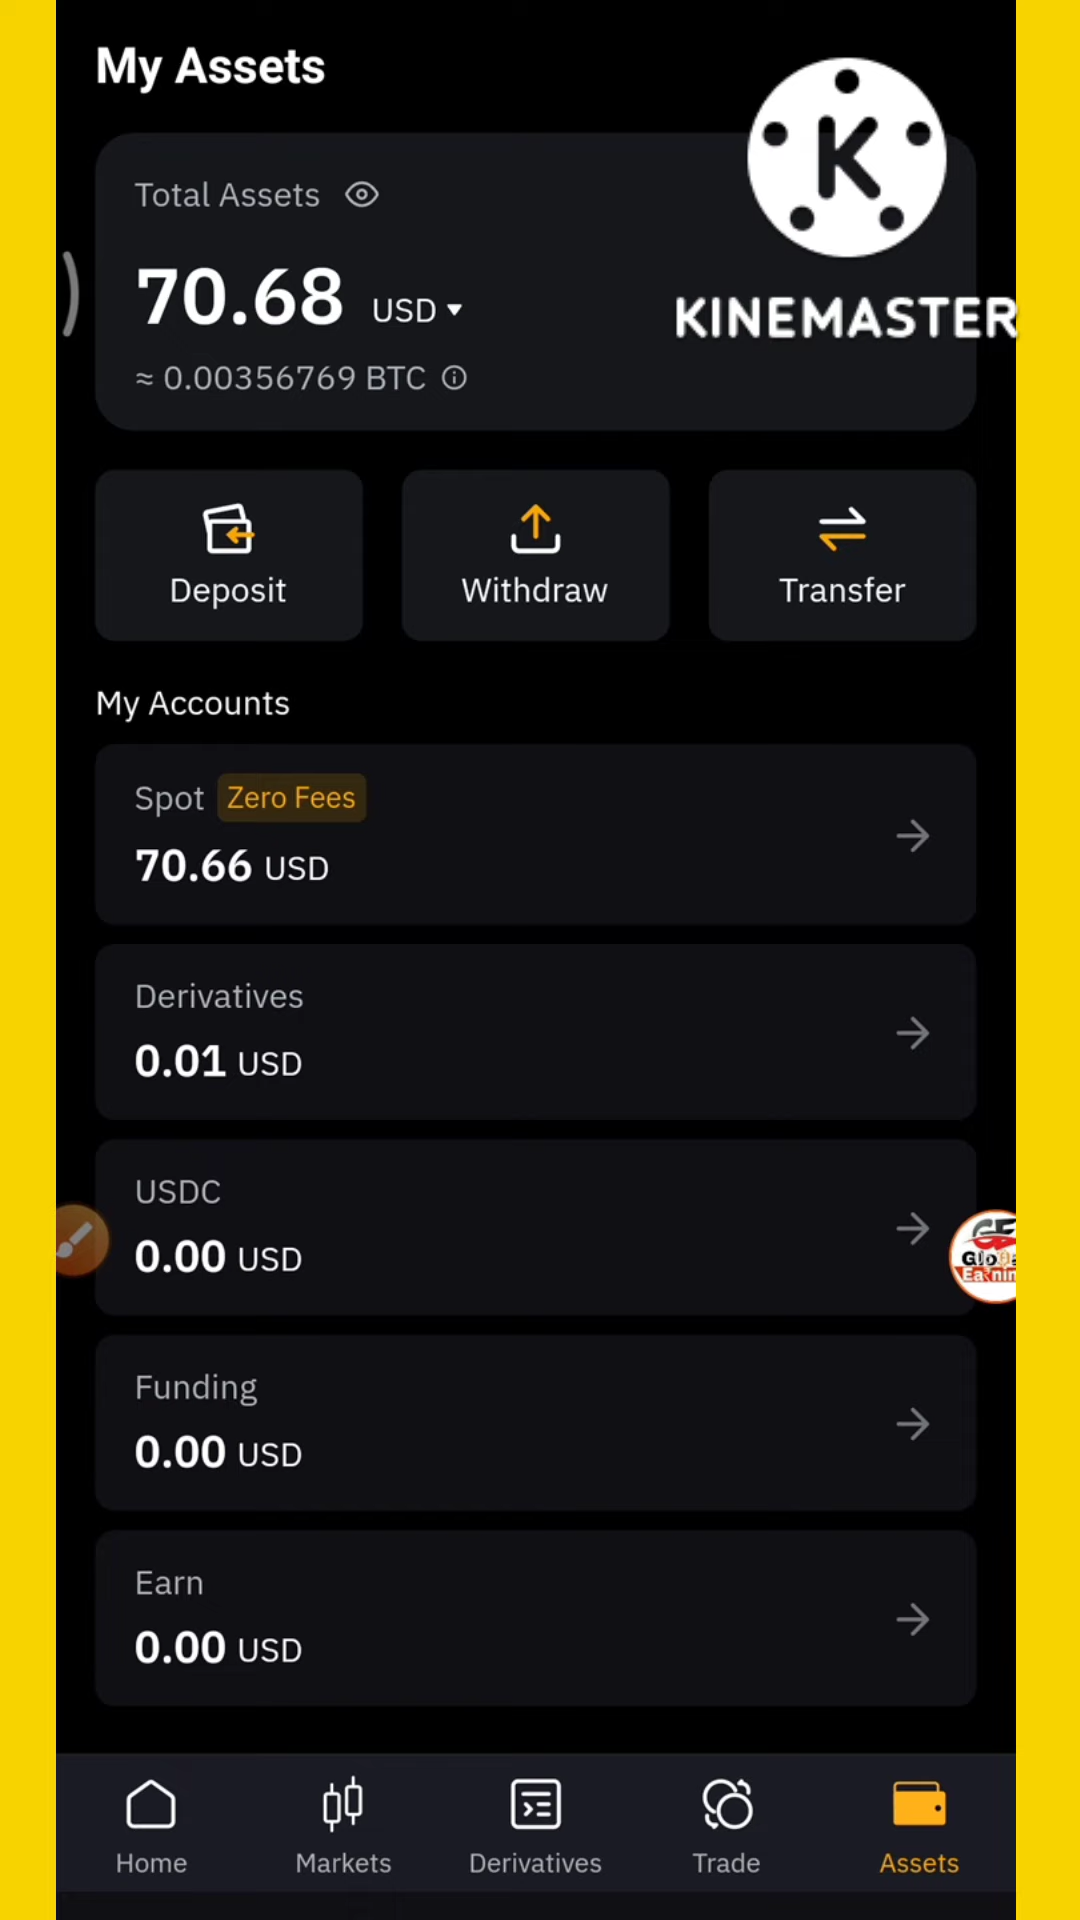 My Assets
K
KINEMASTER
Total Assets
70.68 USD
≈ 0.00356769 BTC
Deposit
Withdraw
Transfer
My Accounts
Spot Zero Fees
70.66 USD
Derivatives
0.01 USD
USDC
0.00 USD
Funding
0.00 USD
Earn
0.00 USD
Home
Markets
Derivatives
Trade
Assets